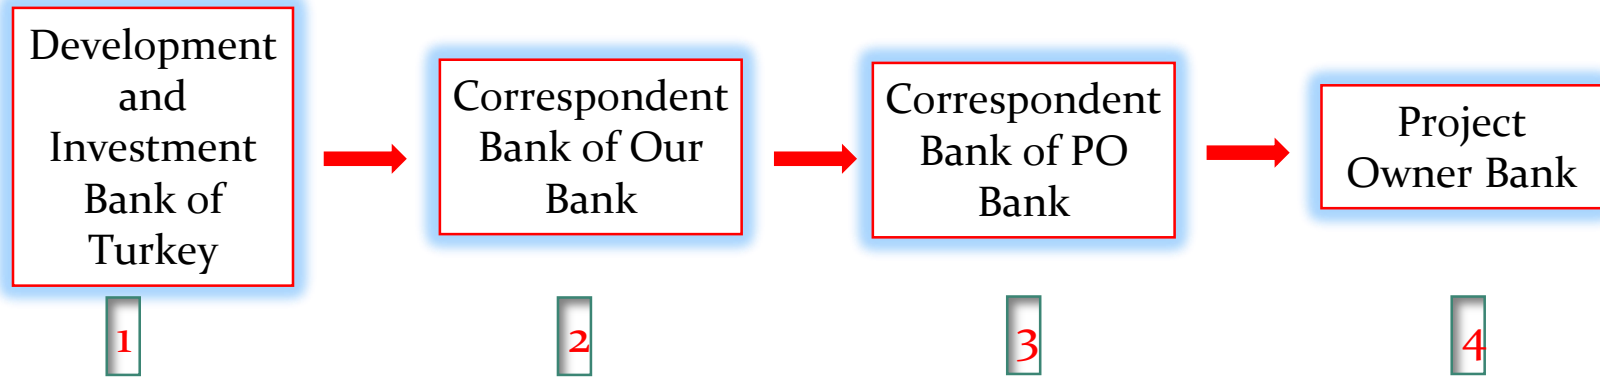 Development
and
Investment
Bank of
Turkey
Correspondent
Bank of Our
Bank
Correspondent
Bank of PO
Bank
Project
Owner Bank
1
2
3
4